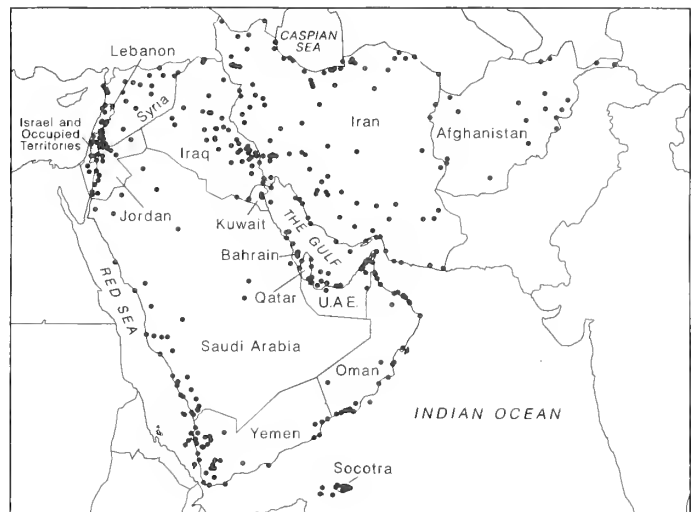 CASPIAN
SEA
Lebanon
Syria
Israel and
Occupied
Territories
Iraq
Iran
Afghanistan
Jordan
Kuwait
THE GULF
Bahrain
Qatar
U.A.E.
RED SEA
Saudi Arabia
Oman
INDIAN OCEAN
Yemen
Socotra